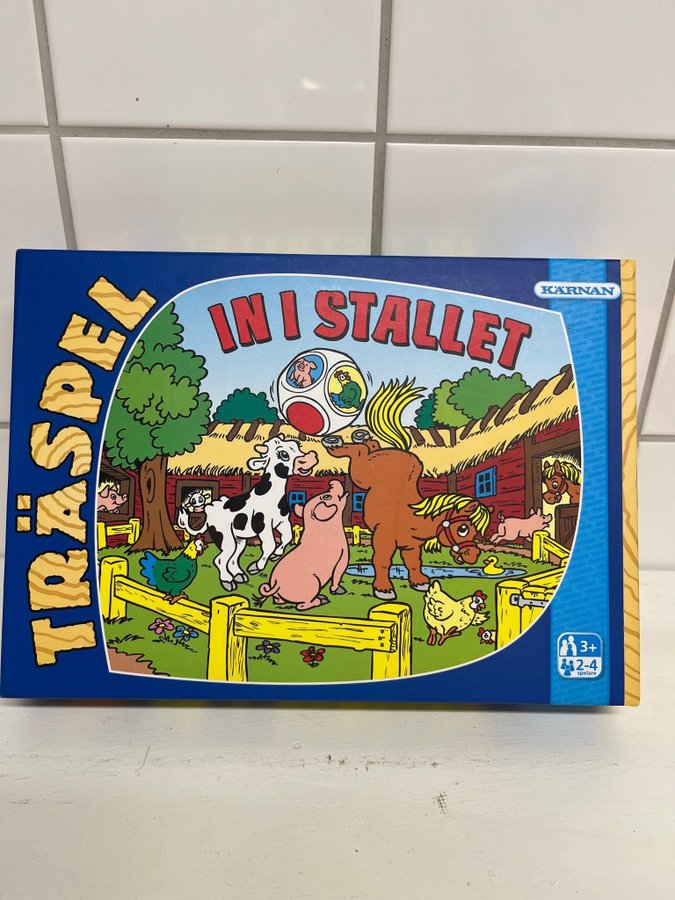 TRÄSPEL
IN I STALLET
KÄRNAN
3+
2-4
spelare